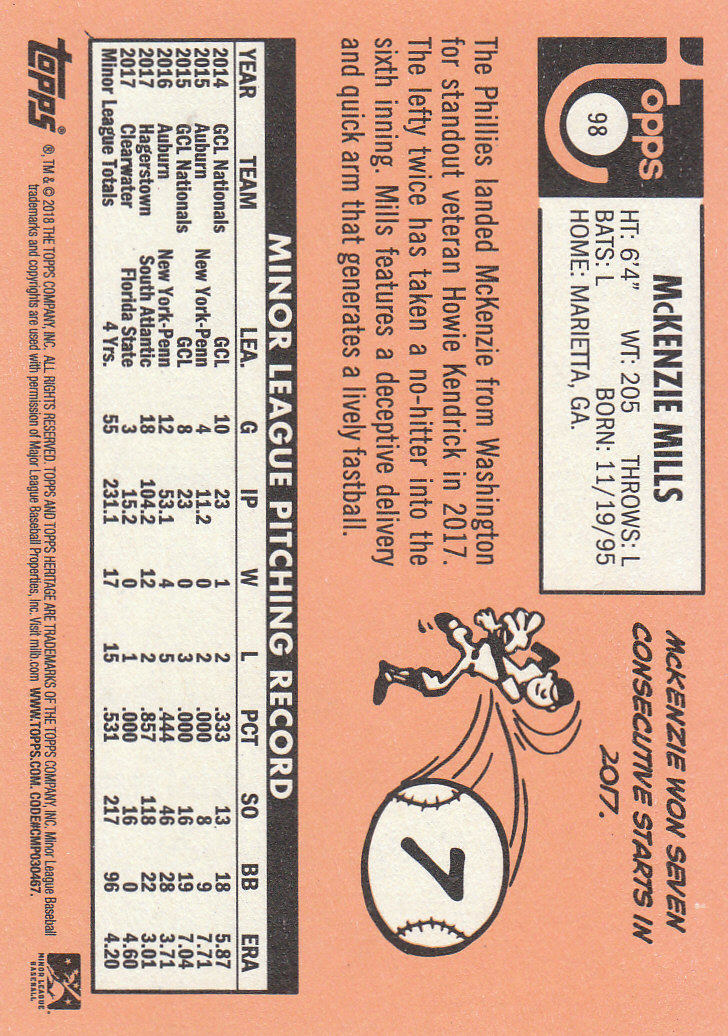 topps
98
McKENZIE MILLS
HT: 6'4" WT: 205 THROWS: L
BATS: L BORN: 11/19/95
HOME: MARIETTA, GA.
McKENZIE WON SEVEN
CONSECUTIVE STARTS IN
2017.
7
The Phillies landed McKenzie from Washington
for standout veteran Howie Kendrick in 2017.
The lefty twice has taken a no-hitter into the
sixth inning. Mills features a deceptive delivery
and quick arm that generates a lively fastball.
MINOR LEAGUE PITCHING RECORD
YEAR TEAM LEA. G IP W L PCT SO BB ERA
2014 GCL Nationals GCL 10 23 1 2 .333 13 18 5.87
2015 Auburn New York-Penn 4 11.2 0 2 .000 8 9 7.71
2015 GCL Nationals GCL 8 23 0 3 .000 16 19 7.04
2016 Auburn New York-Penn 12 53.1 4 5 .444 46 28 3.71
2017 Hagerstown South Atlantic 18 104.2 12 2 .857 118 22 3.01
2017 Clearwater Florida State 3 15.2 0 1 .000 16 0 4.60
Minor League Totals 4 Yrs. 55 231.1 17 15 .531 217 96 4.20
topps®
®, TM & © 2018 THE TOPPS COMPANY, INC. ALL RIGHTS RESERVED. TOPPS AND TOPPS HERITAGE ARE TRADEMARKS OF THE TOPPS COMPANY, INC. Minor League Baseball
trademarks and copyrights are used with permission of Major League Baseball Properties, Inc. Visit milb.com WWW.TOPPS.COM. CODE#CMP030467.
MINOR LEAGUE
BASEBALL